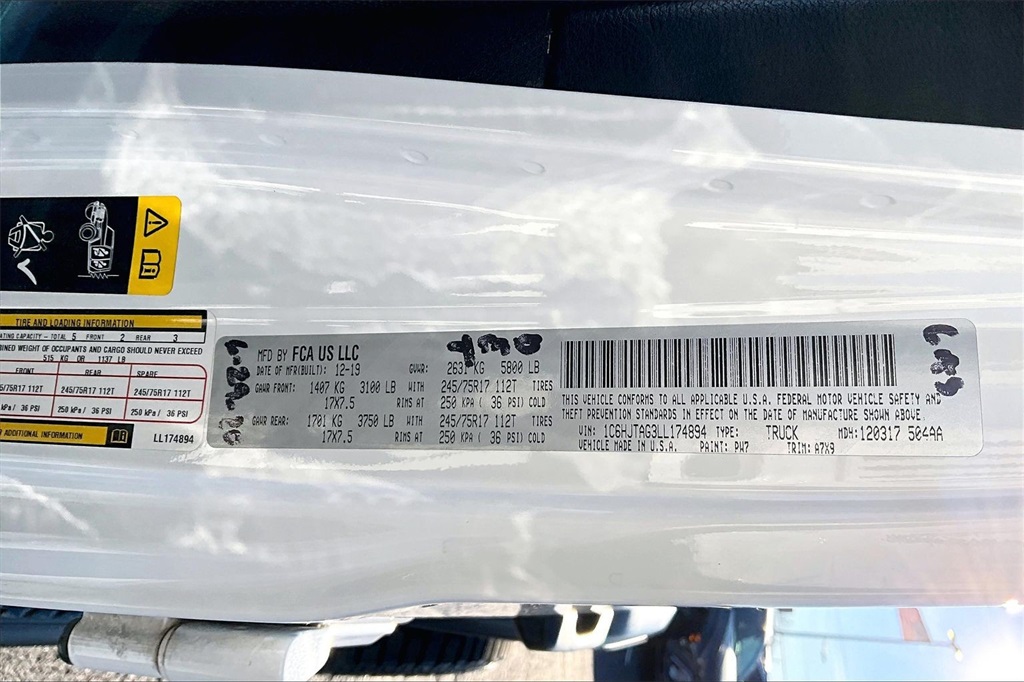 TIRE AND LOADING INFORMATION
ATING CAPACITY - TOTAL 5 FRONT 2 REAR 3
BINED WEIGHT OF OCCUPANTS AND CARGO SHOULD NEVER EXCEED
515 KG OR 1137 LB
FRONT REAR SPARE
5/75R17 112T 245/75R17 112T 245/75R17 112T
kPa / 36 PSI 250 kPa / 36 PSI 250 kPa / 36 PSI
R ADDITIONAL INFORMATION
LL174894
MFD BY FCA US LLC
DATE OF MFR(BUILT): 12-19 GVWR: 2631 KG 5800 LB
GAWR FRONT: 1407 KG 3100 LB WITH 245/75R17 112T TIRES
17X7.5 RIMS AT 250 KPA ( 36 PSI) COLD
GAWR REAR: 1701 KG 3750 LB WITH 245/75R17 112T TIRES
17X7.5 RIMS AT 250 KPA ( 36 PSI) COLD
THIS VEHICLE CONFORMS TO ALL APPLICABLE U.S.A. FEDERAL MOTOR VEHICLE SAFETY AND
THEFT PREVENTION STANDARDS IN EFFECT ON THE DATE OF MANUFACTURE SHOWN ABOVE.
VIN: 1C6HJTAG3LL174894 TYPE: TRUCK MDH: 120317 504AA
VEHICLE MADE IN U.S.A. PAINT: PW7 TRIM: A7X9